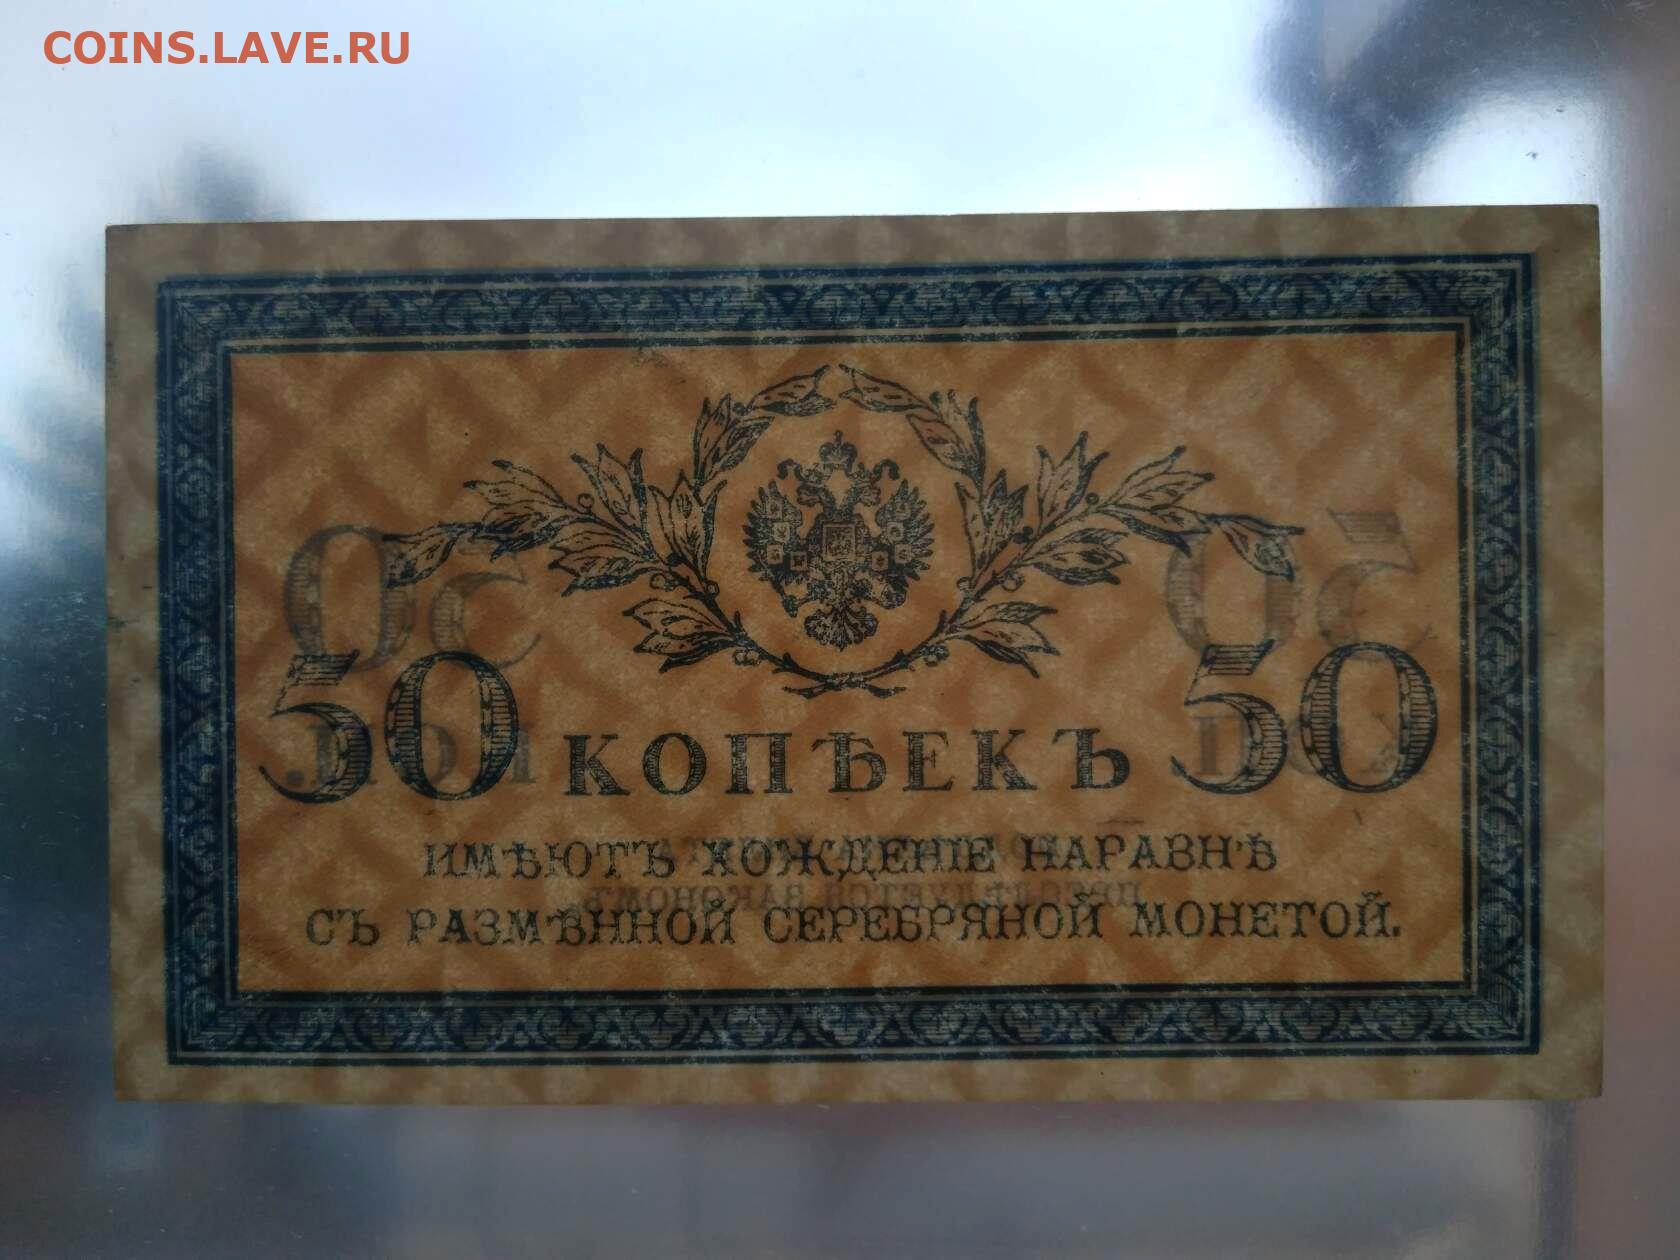 COINS.LAVE.RU
50 КОПѢЕКЪ 50
ИМѢЮТЪ ХОЖДЕНІЕ НАРАВНѢ
СЪ РАЗМѢННОЙ СЕРЕБРЯНОЙ МОНЕТОЙ.